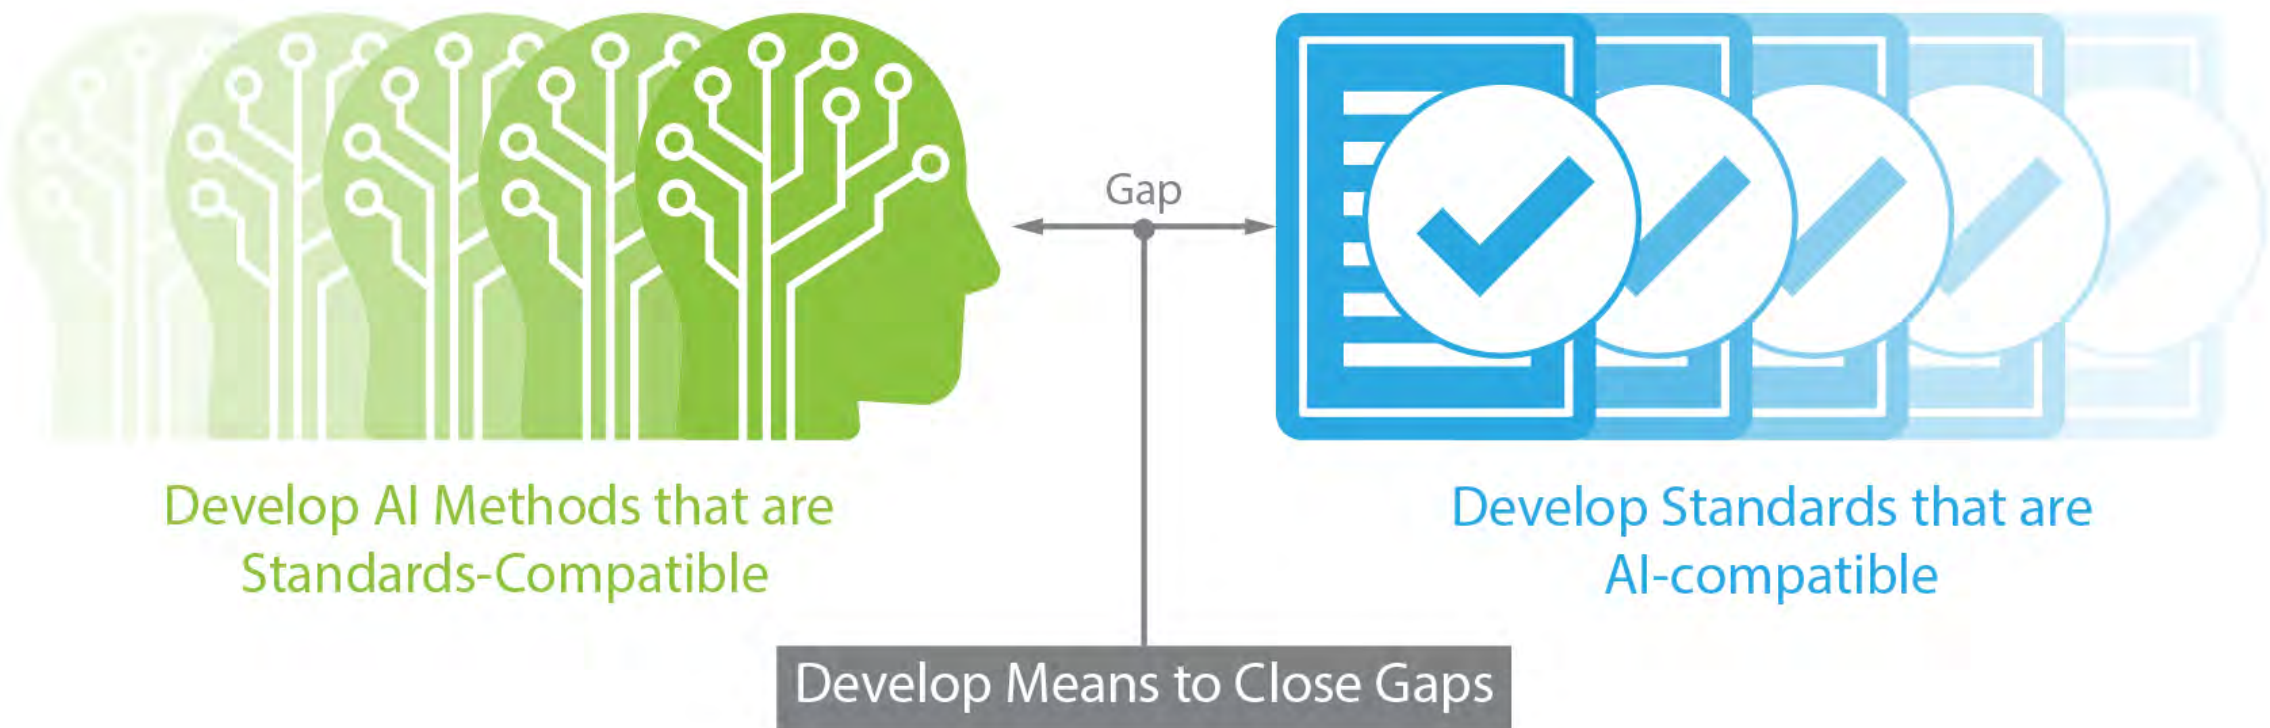 Gap
Develop AI Methods that are
Standards-Compatible
Develop Standards that are
AI-compatible
Develop Means to Close Gaps